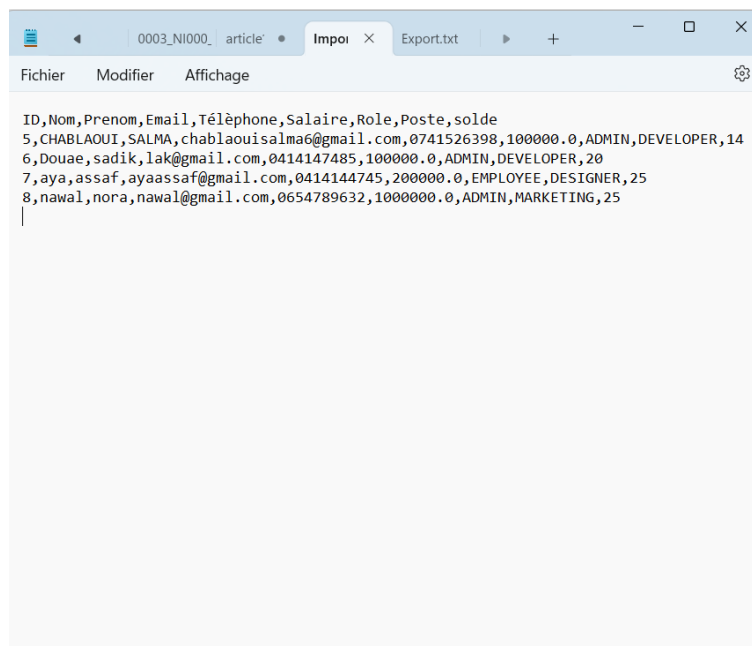 0003_NI000_ article' Impor Export.txt
Fichier Modifier Affichage
ID,Nom,Prenom,Email,Télèphone,Salaire,Role,Poste,solde
5,CHABLAOUI,SALMA,chablaouisalma6@gmail.com,0741526398,100000.0,ADMIN,DEVELOPER,14
6,Douae,sadik,lak@gmail.com,0414147485,100000.0,ADMIN,DEVELOPER,20
7,aya,assaf,ayaassaf@gmail.com,0414144745,200000.0,EMPLOYEE,DESIGNER,25
8,nawal,nora,nawal@gmail.com,0654789632,1000000.0,ADMIN,MARKETING,25